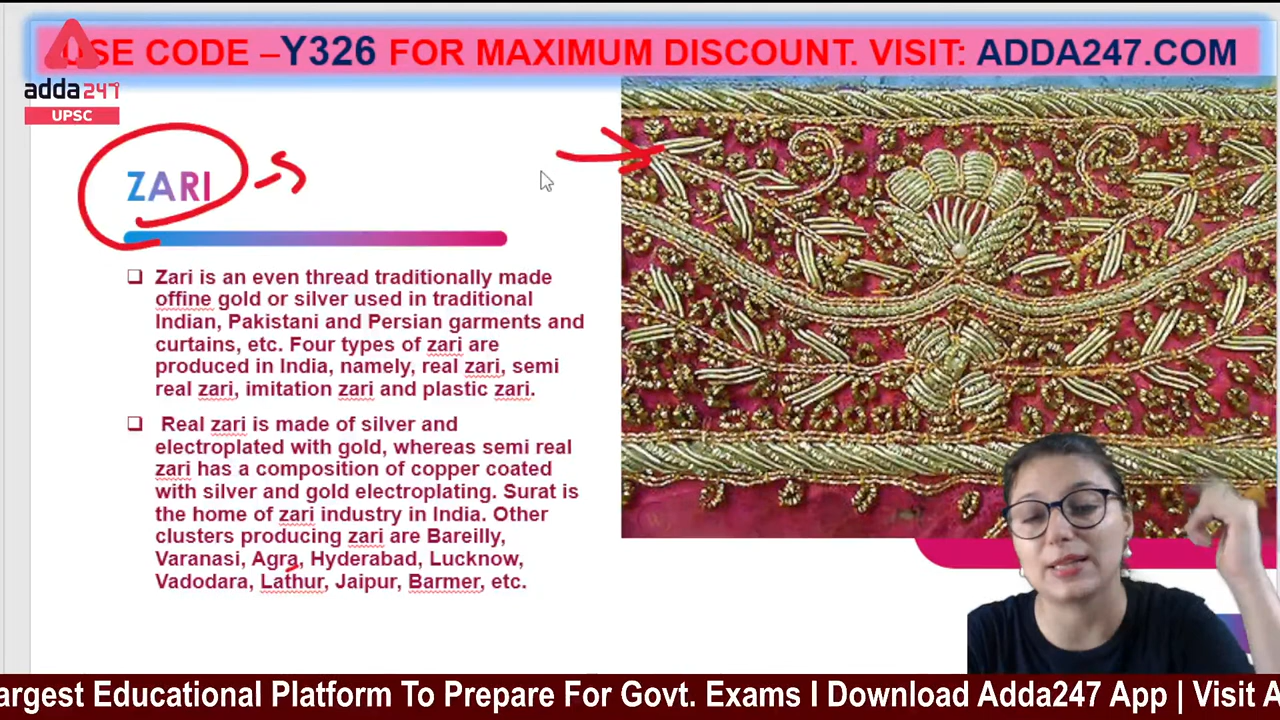 USE CODE –Y326 FOR MAXIMUM DISCOUNT. VISIT: ADDA247.COM
adda247
UPSC
ZARI
Zari is an even thread traditionally made
offine gold or silver used in traditional
Indian, Pakistani and Persian garments and
curtains, etc. Four types of zari are
produced in India, namely, real zari, semi
real zari, imitation zari and plastic zari.
Real zari is made of silver and
electroplated with gold, whereas semi real
zari has a composition of copper coated
with silver and gold electroplating. Surat is
the home of zari industry in India. Other
clusters producing zari are Bareilly,
Varanasi, Agra, Hyderabad, Lucknow,
Vadodara, Lathur, Jaipur, Barmer, etc.
argest Educational Platform To Prepare For Govt. Exams I Download Adda247 App | Visit A